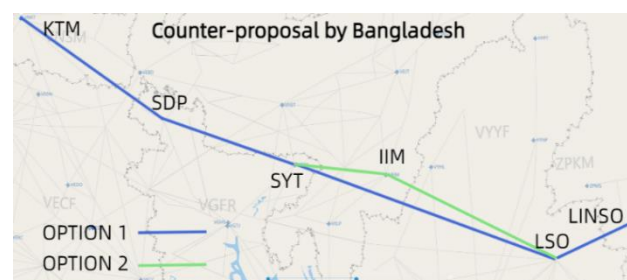 Counter-proposal by Bangladesh
KTM
SDP
IIM
VYYF
ZPKM
SYT
VECF
VGFR
LINSO
LSO
OPTION 1
OPTION 2